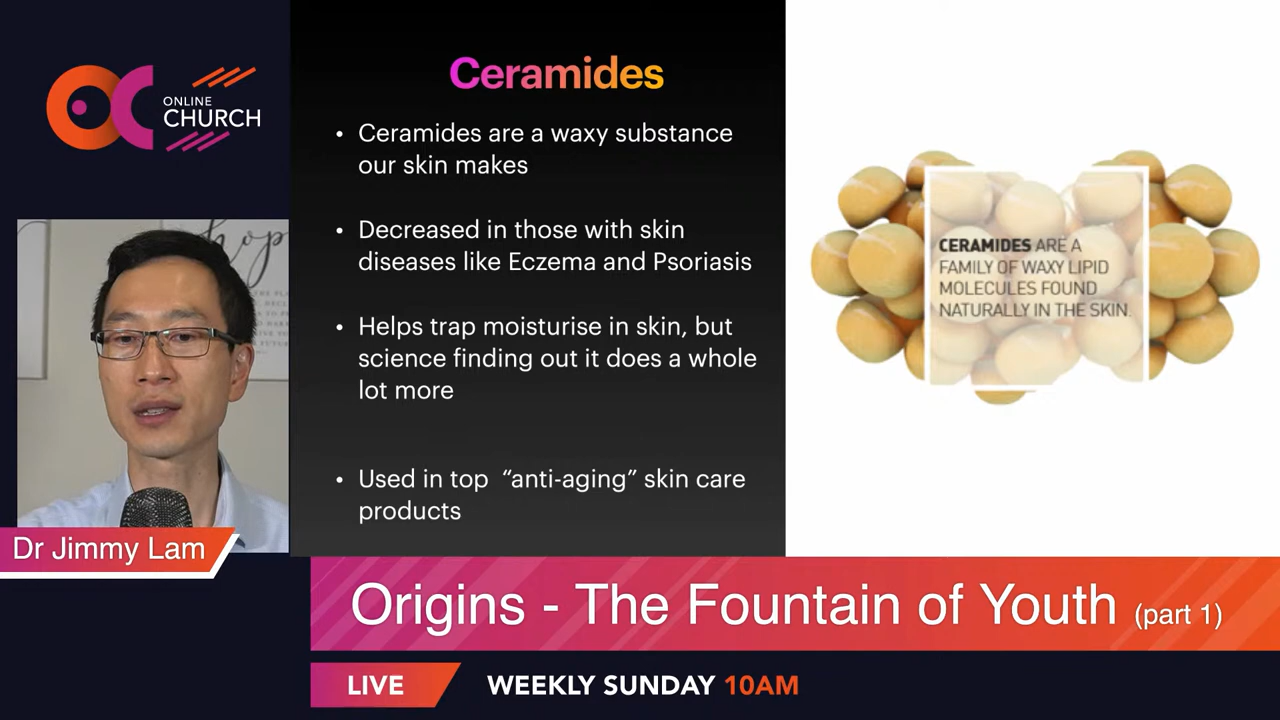 ONLINE
CHURCH
Ceramides
• Ceramides are a waxy substance
our skin makes
• Decreased in those with skin
diseases like Eczema and Psoriasis
• Helps trap moisturise in skin, but
science finding out it does a whole
lot more
• Used in top “anti-aging” skin care
products
CERAMIDES ARE A
FAMILY OF WAXY LIPID
MOLECULES FOUND
NATURALLY IN THE SKIN.
hop
Dr Jimmy Lam
Origins - The Fountain of Youth (part 1)
LIVE
WEEKLY SUNDAY 10AM